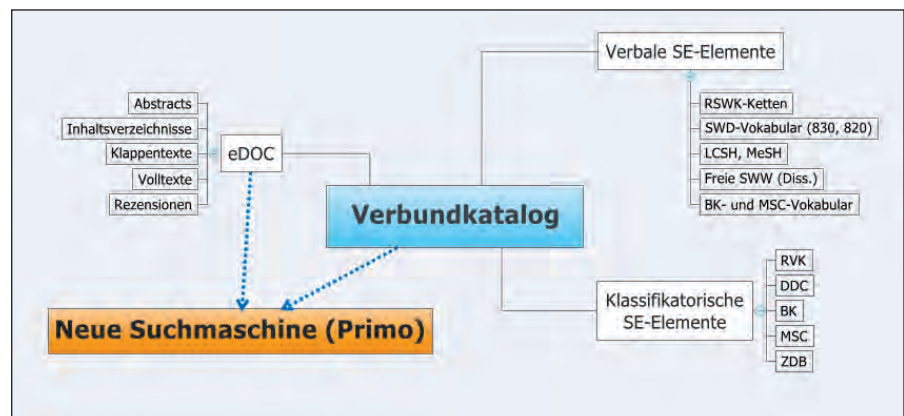 Verbale SE-Elemente
RSWK-Ketten
SWD-Vokabular (830, 820)
LCSH, MeSH
Freie SWW (Diss.)
BK- und MSC-Vokabular
Abstracts
Inhaltsverzeichnisse
Klappentexte
Volltexte
Rezensionen
eDOC
Verbundkatalog
Neue Suchmaschine (Primo)
Klassifikatorische
SE-Elemente
RVK
DDC
BK
MSC
ZDB